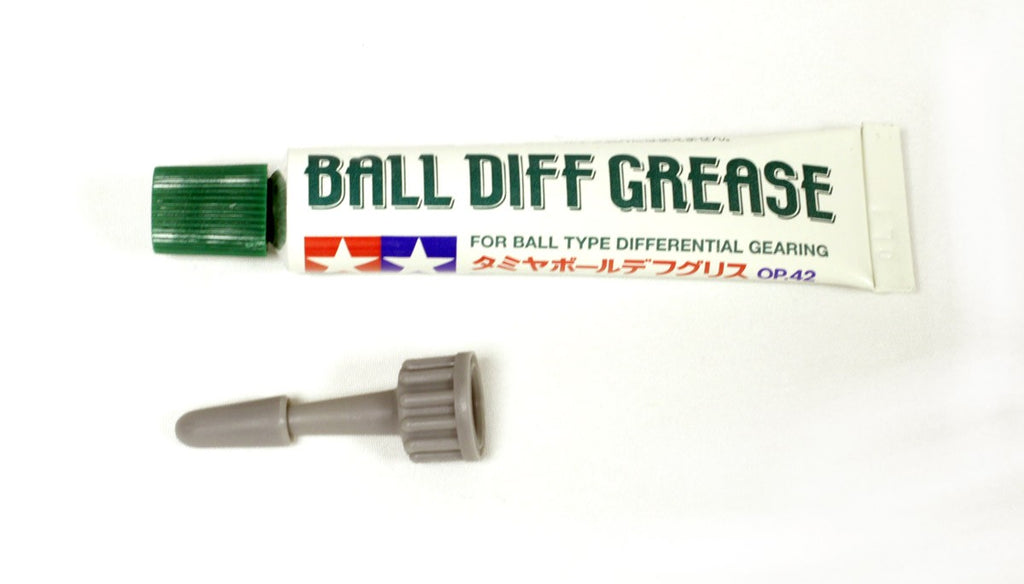 BALL DIFF GREASE
FOR BALL TYPE DIFFERENTIAL GEARING
タミヤボールデフグリス OP.42